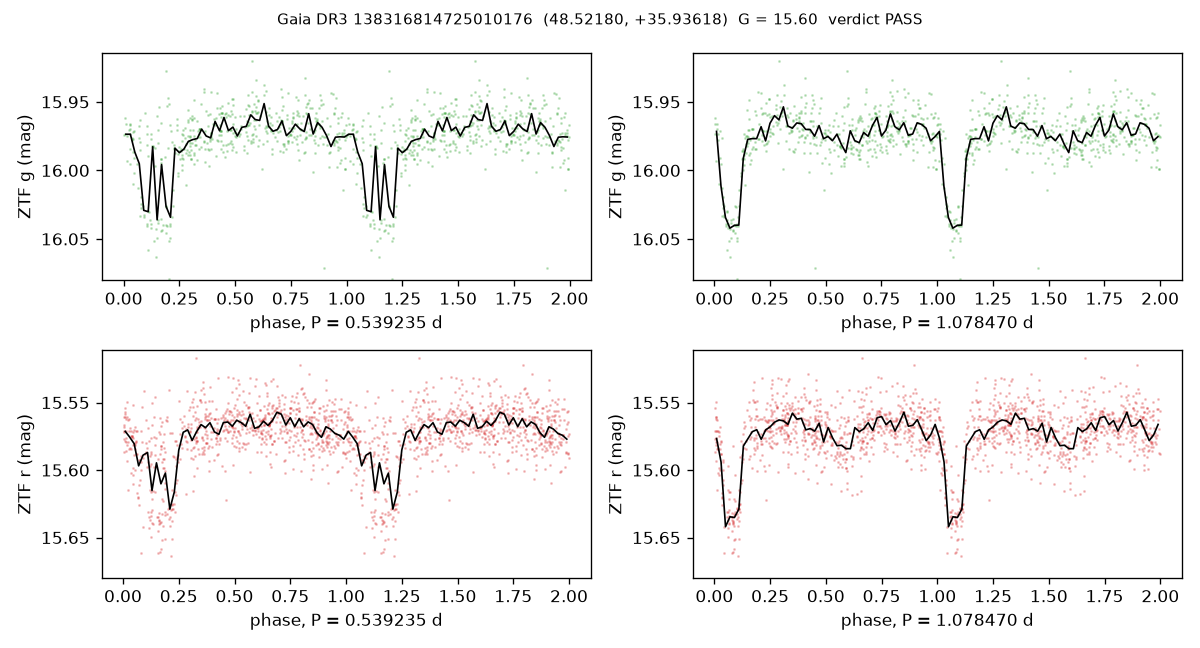 Gaia DR3 138316814725010176  (48.52180, +35.93618)  G = 15.60  verdict PASS
ZTF g (mag)
15.95
16.00
16.05
0.00 0.25 0.50 0.75 1.00 1.25 1.50 1.75 2.00
phase, P = 0.539235 d
ZTF g (mag)
15.95
16.00
16.05
0.00 0.25 0.50 0.75 1.00 1.25 1.50 1.75 2.00
phase, P = 1.078470 d
ZTF r (mag)
15.55
15.60
15.65
0.00 0.25 0.50 0.75 1.00 1.25 1.50 1.75 2.00
phase, P = 0.539235 d
ZTF r (mag)
15.55
15.60
15.65
0.00 0.25 0.50 0.75 1.00 1.25 1.50 1.75 2.00
phase, P = 1.078470 d